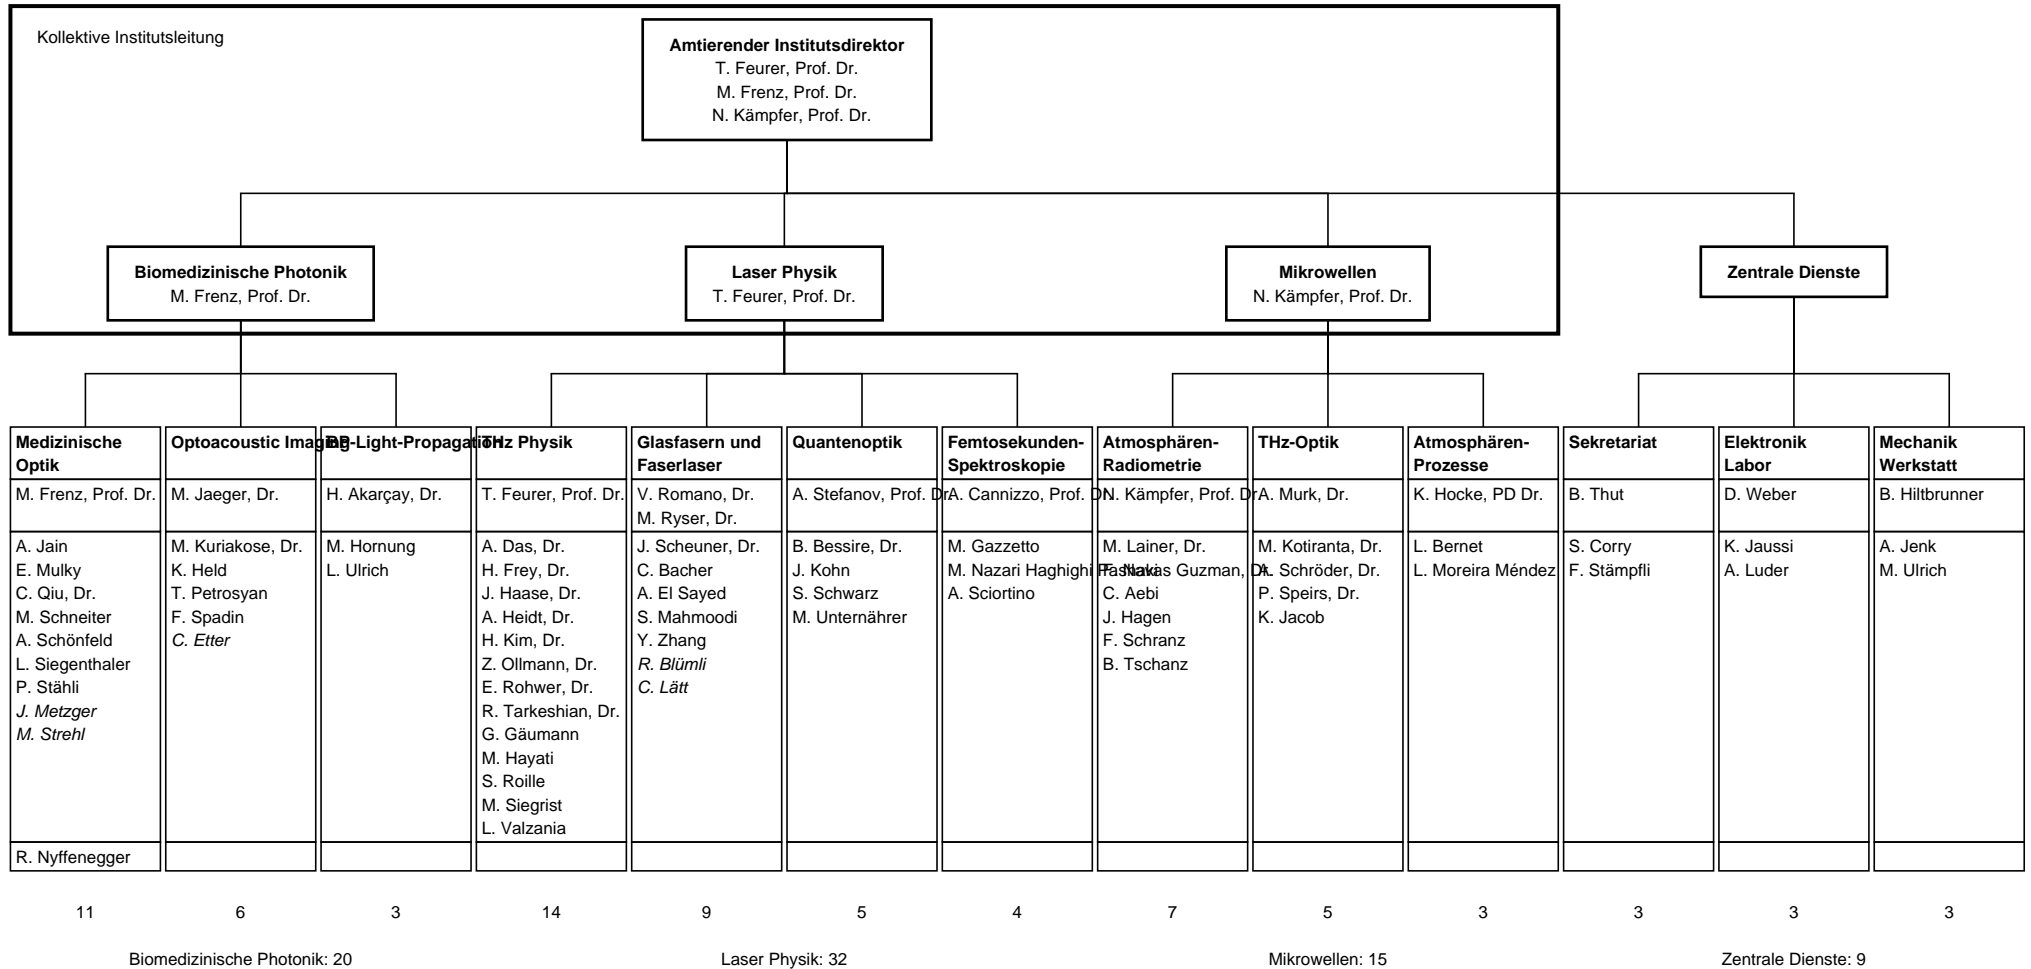 Kollektive Institutsleitung
Amtierender Institutsdirektor
T. Feurer, Prof. Dr.
M. Frenz, Prof. Dr.
N. Kämpfer, Prof. Dr.
Biomedizinische Photonik
M. Frenz, Prof. Dr.
Laser Physik
T. Feurer, Prof. Dr.
Mikrowellen
N. Kämpfer, Prof. Dr.
Zentrale Dienste
Medizinische
Optik
M. Frenz, Prof. Dr.
A. Jain
E. Mulky
C. Qiu, Dr.
M. Schneiter
A. Schönfeld
L. Siegenthaler
P. Stähli
J. Metzger
M. Strehl
R. Nyffenegger
11
Optoacoustic Imaging
M. Jaeger, Dr.
M. Kuriakose, Dr.
K. Held
T. Petrosyan
F. Spadin
C. Etter
6
BP-Light-Propagation
H. Akarçay, Dr.
M. Hornung
L. Ulrich
3
THz Physik
T. Feurer, Prof. Dr.
A. Das, Dr.
H. Frey, Dr.
J. Haase, Dr.
A. Heidt, Dr.
H. Kim, Dr.
Z. Ollmann, Dr.
E. Rohwer, Dr.
R. Tarkeshian, Dr.
G. Gäumann
M. Hayati
S. Roille
M. Siegrist
L. Valzania
14
Glasfasern und
Faserlaser
V. Romano, Dr.
M. Ryser, Dr.
J. Scheuner, Dr.
C. Bacher
A. El Sayed
S. Mahmoodi
Y. Zhang
R. Blümli
C. Lätt
9
Quantenoptik
A. Stefanov, Prof. Dr.
B. Bessire, Dr.
J. Kohn
S. Schwarz
M. Unternährer
5
Femtosekunden-
Spektroskopie
A. Cannizzo, Prof. Dr.
M. Gazzetto
M. Nazari Haghighi Pashaki
A. Sciortino
4
Atmosphären-
Radiometrie
N. Kämpfer, Prof. Dr.
M. Lainer, Dr.
F. Navas Guzman, Dr.
C. Aebi
J. Hagen
F. Schranz
B. Tschanz
7
THz-Optik
A. Murk, Dr.
M. Kotiranta, Dr.
A. Schröder, Dr.
P. Speirs, Dr.
K. Jacob
5
Atmosphären-
Prozesse
K. Hocke, PD Dr.
L. Bernet
L. Moreira Méndez
3
Sekretariat
B. Thut
S. Corry
F. Stämpfli
3
Elektronik
Labor
D. Weber
K. Jaussi
A. Luder
3
Mechanik
Werkstatt
B. Hiltbrunner
A. Jenk
M. Ulrich
3
Biomedizinische Photonik: 20
Laser Physik: 32
Mikrowellen: 15
Zentrale Dienste: 9